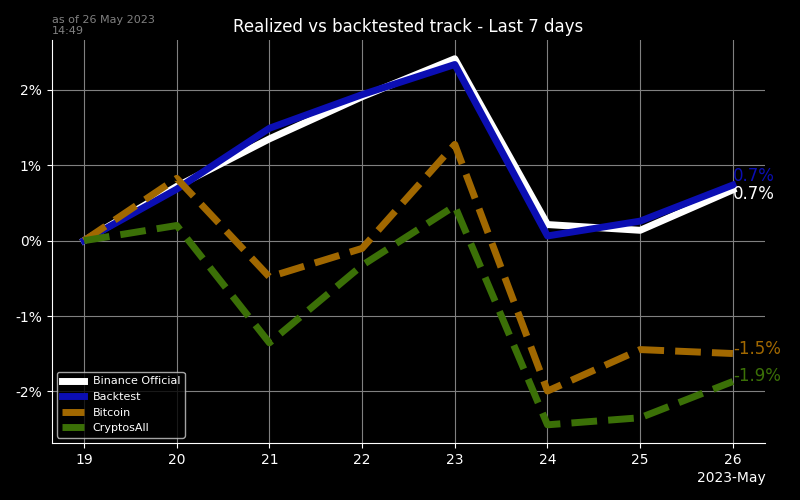 as of 26 May 2023
14:49
Realized vs backtested track - Last 7 days
2%
1%
0%
-1%
-2%
0.7%
0.7%
-1.5%
-1.9%
Binance Official
Backtest
Bitcoin
CryptosAll
19 20 21 22 23 24 25 26
2023-May